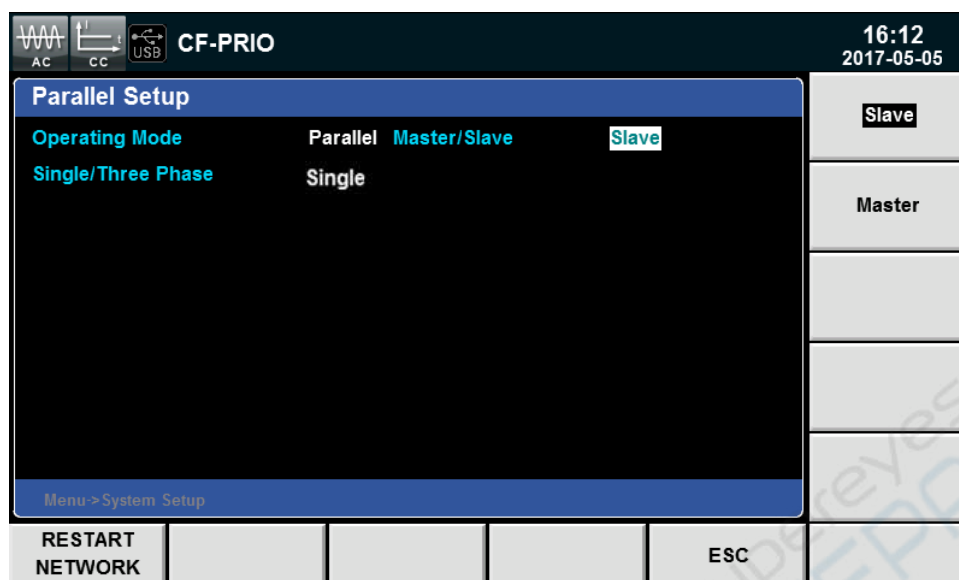 AC CC USB CF-PRIO 16:12
2017-05-05
Parallel Setup
Operating Mode Parallel Master/Slave Slave
Single/Three Phase Single
Slave
Master
Menu->System Setup
RESTART
NETWORK
ESC